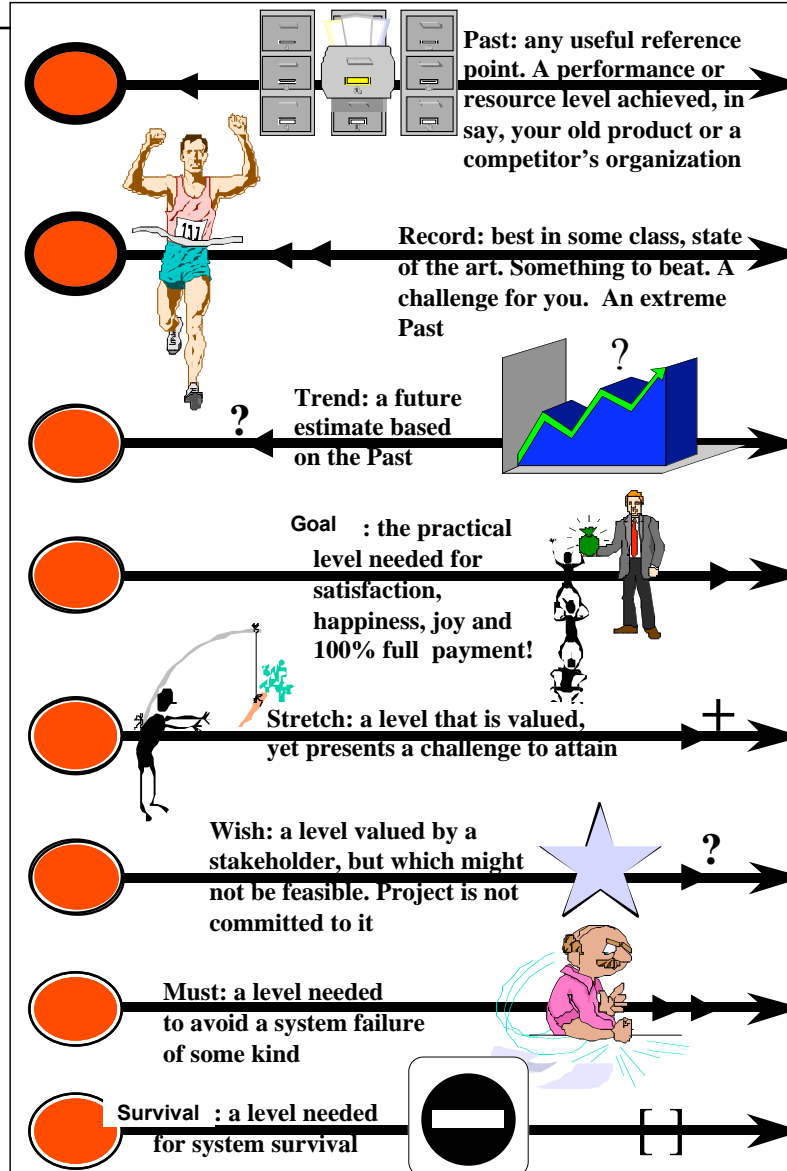 Past: any useful reference
point. A performance or
resource level achieved, in
say, your old product or a
competitor's organization
111
Record: best in some class, state
of the art. Something to beat. A
challenge for you. An extreme
Past
?
?
Trend: a future
estimate based
on the Past
Goal : the practical
level needed for
satisfaction,
happiness, joy and
100% full payment!
+
Stretch: a level that is valued,
yet presents a challenge to attain
Wish: a level valued by a
stakeholder, but which might
not be feasible. Project is not
committed to it
?
Must: a level needed
to avoid a system failure
of some kind
Survival : a level needed
for system survival
[ ]